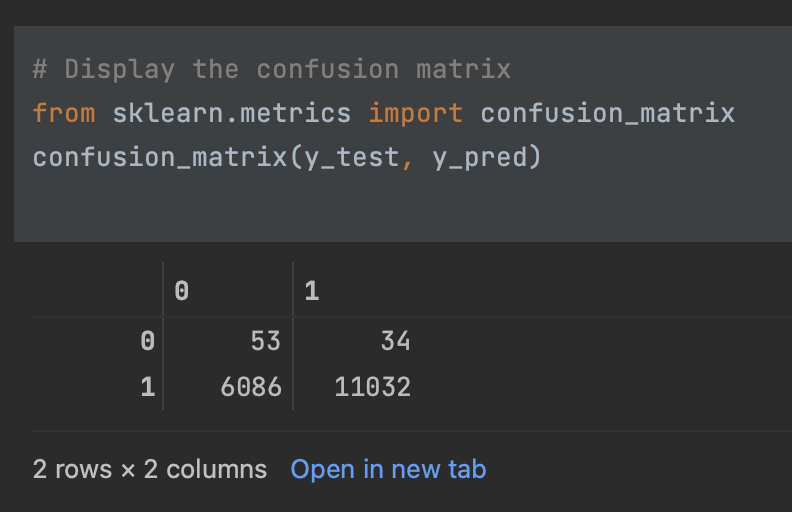 # Display the confusion matrix
from sklearn.metrics import confusion_matrix
confusion_matrix(y_test, y_pred)
0 1
0 53 34
1 6086 11032
2 rows × 2 columns Open in new tab